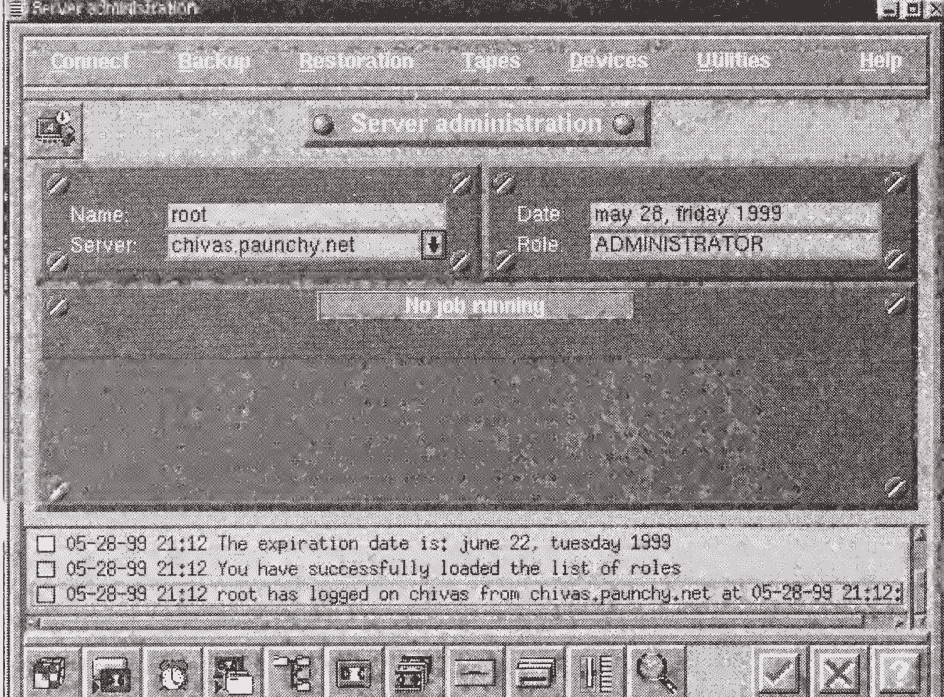 Server administration
Connect Backup Restoration Tapes Devices Utilities Help
Server administration
Name: root
Server: chivas.paunchy.net
Date may 28, friday 1999
Role ADMINISTRATOR
No job running
05-28-99 21:12 The expiration date is: june 22, tuesday 1999
05-28-99 21:12 You have successfully loaded the list of roles
05-28-99 21:12 root has logged on chivas from chivas.paunchy.net at 05-28-99 21:12: